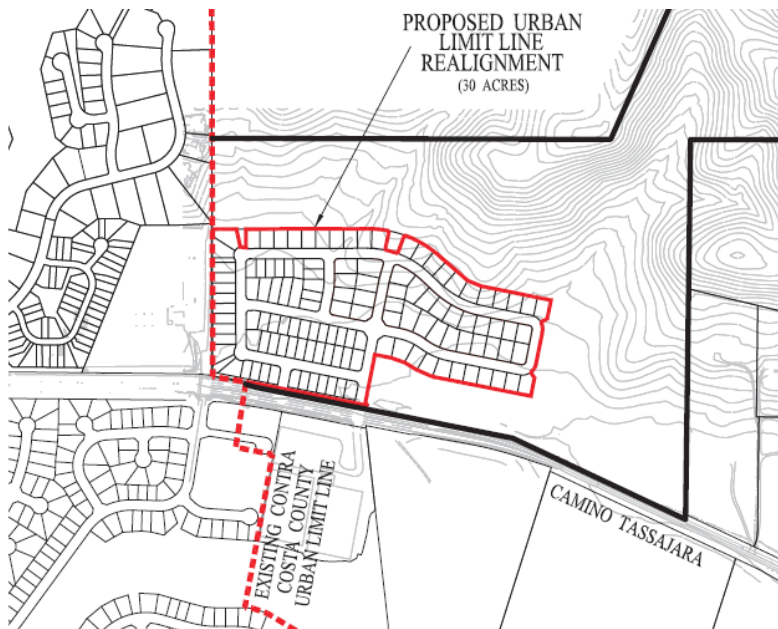 PROPOSED URBAN
LIMIT LINE
REALIGNMENT
(30 ACRES)
CAMINO TASSAJARA
EXISTING CONTRA
COSTA COUNTY
URBAN LIMIT LINE